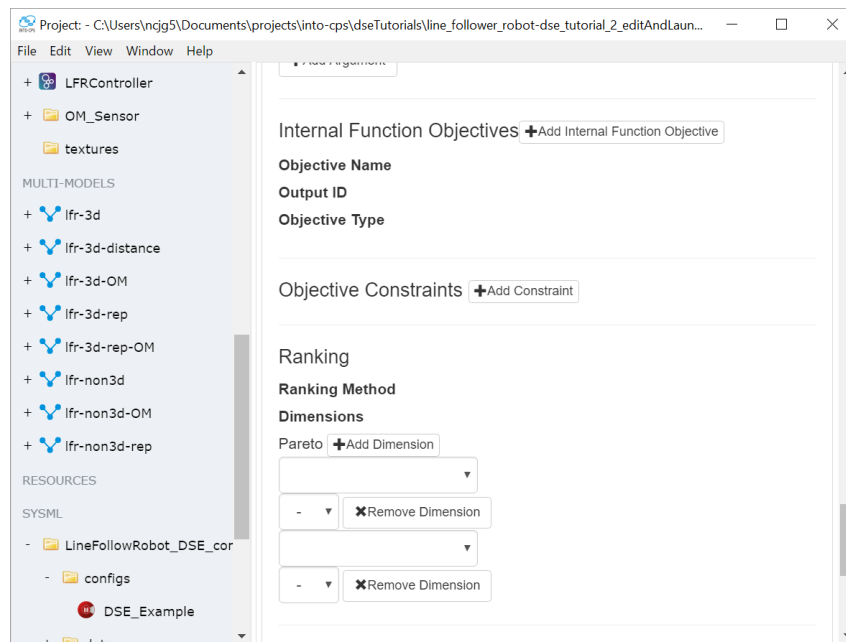 Project: - C:\Users\ncjg5\Documents\projects\into-cps\dseTutorials\line_follower_robot-dse_tutorial_2_editAndLaun...
File Edit View Window Help
+ LFRController
+ OM_Sensor
textures
MULTI-MODELS
+ lfr-3d
+ lfr-3d-distance
+ lfr-3d-OM
+ lfr-3d-rep
+ lfr-3d-rep-OM
+ lfr-non3d
+ lfr-non3d-OM
+ lfr-non3d-rep
RESOURCES
SYSML
- LineFollowRobot_DSE_cor
- configs
DSE_Example
+Add Argument
Internal Function Objectives +Add Internal Function Objective
Objective Name
Output ID
Objective Type
Objective Constraints +Add Constraint
Ranking
Ranking Method
Dimensions
Pareto +Add Dimension
- ✖Remove Dimension
- ✖Remove Dimension